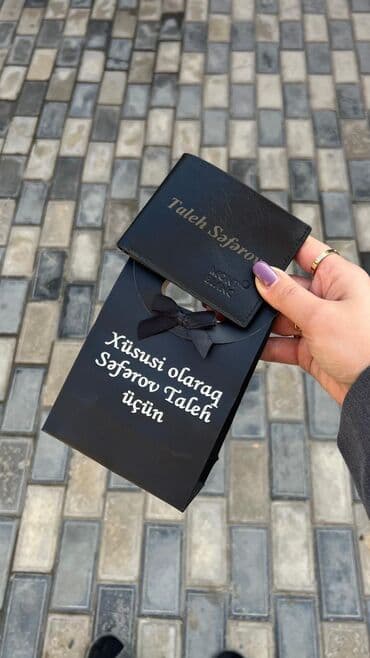 Taleh Səfərov
Xüsusi olaraq
Səfərov Taleh
üçün